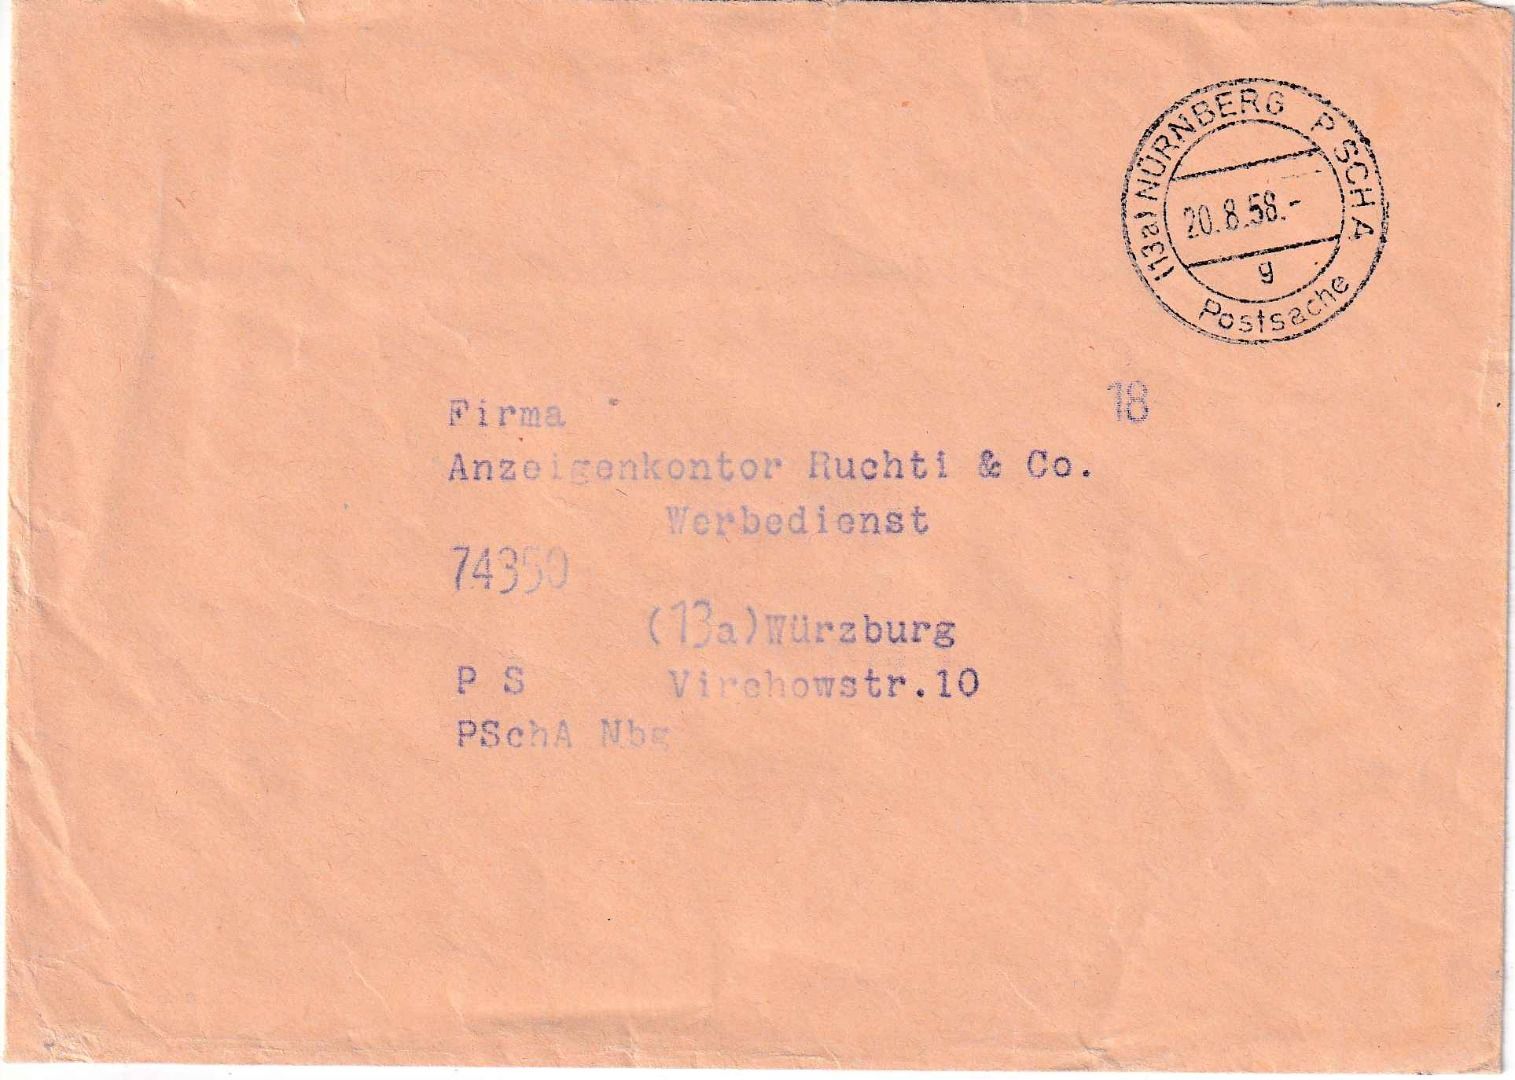 (13a) NÜRNBERG PSCHA
20.8.58.-
g
Postsache
18
Firma
Anzeigenkontor Ruchti & Co.
Werbedienst
74350
(13a)Würzburg
P S Virchowstr.10
PSchA Nbg